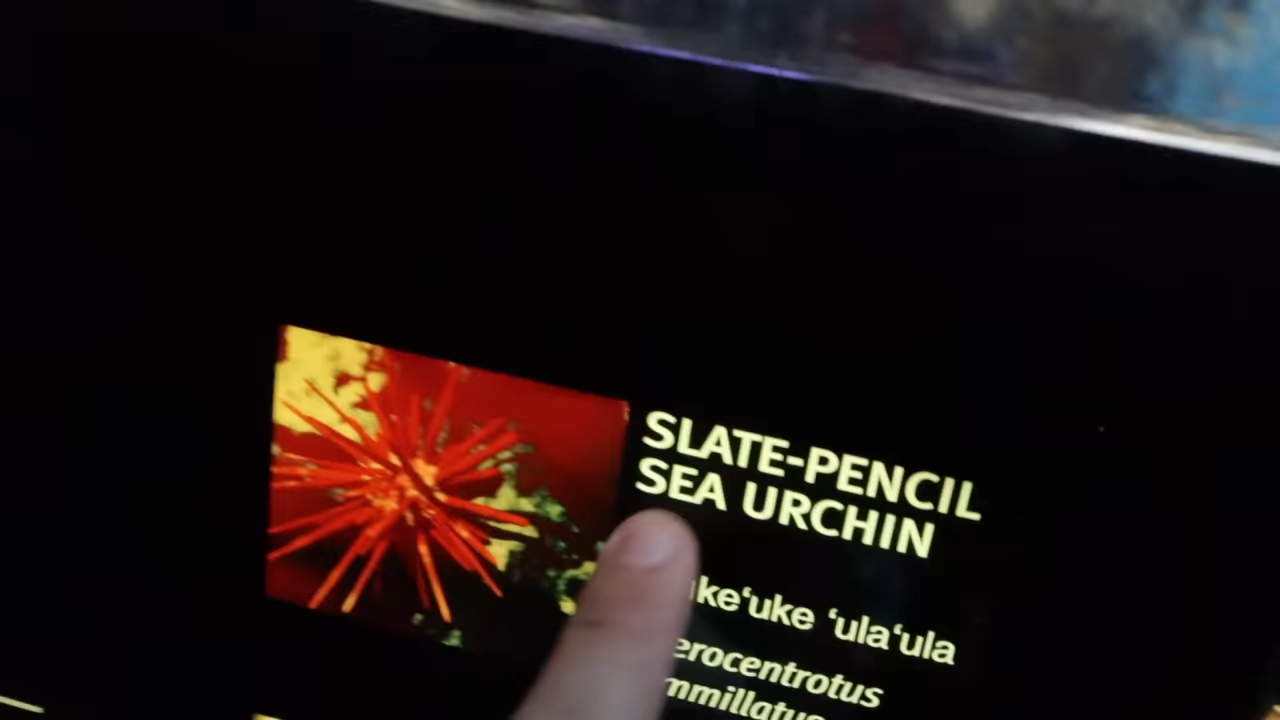 SLATE-PENCIL
SEA URCHIN
ke‘uke ‘ula‘ula
erocentrotus
mmillatus